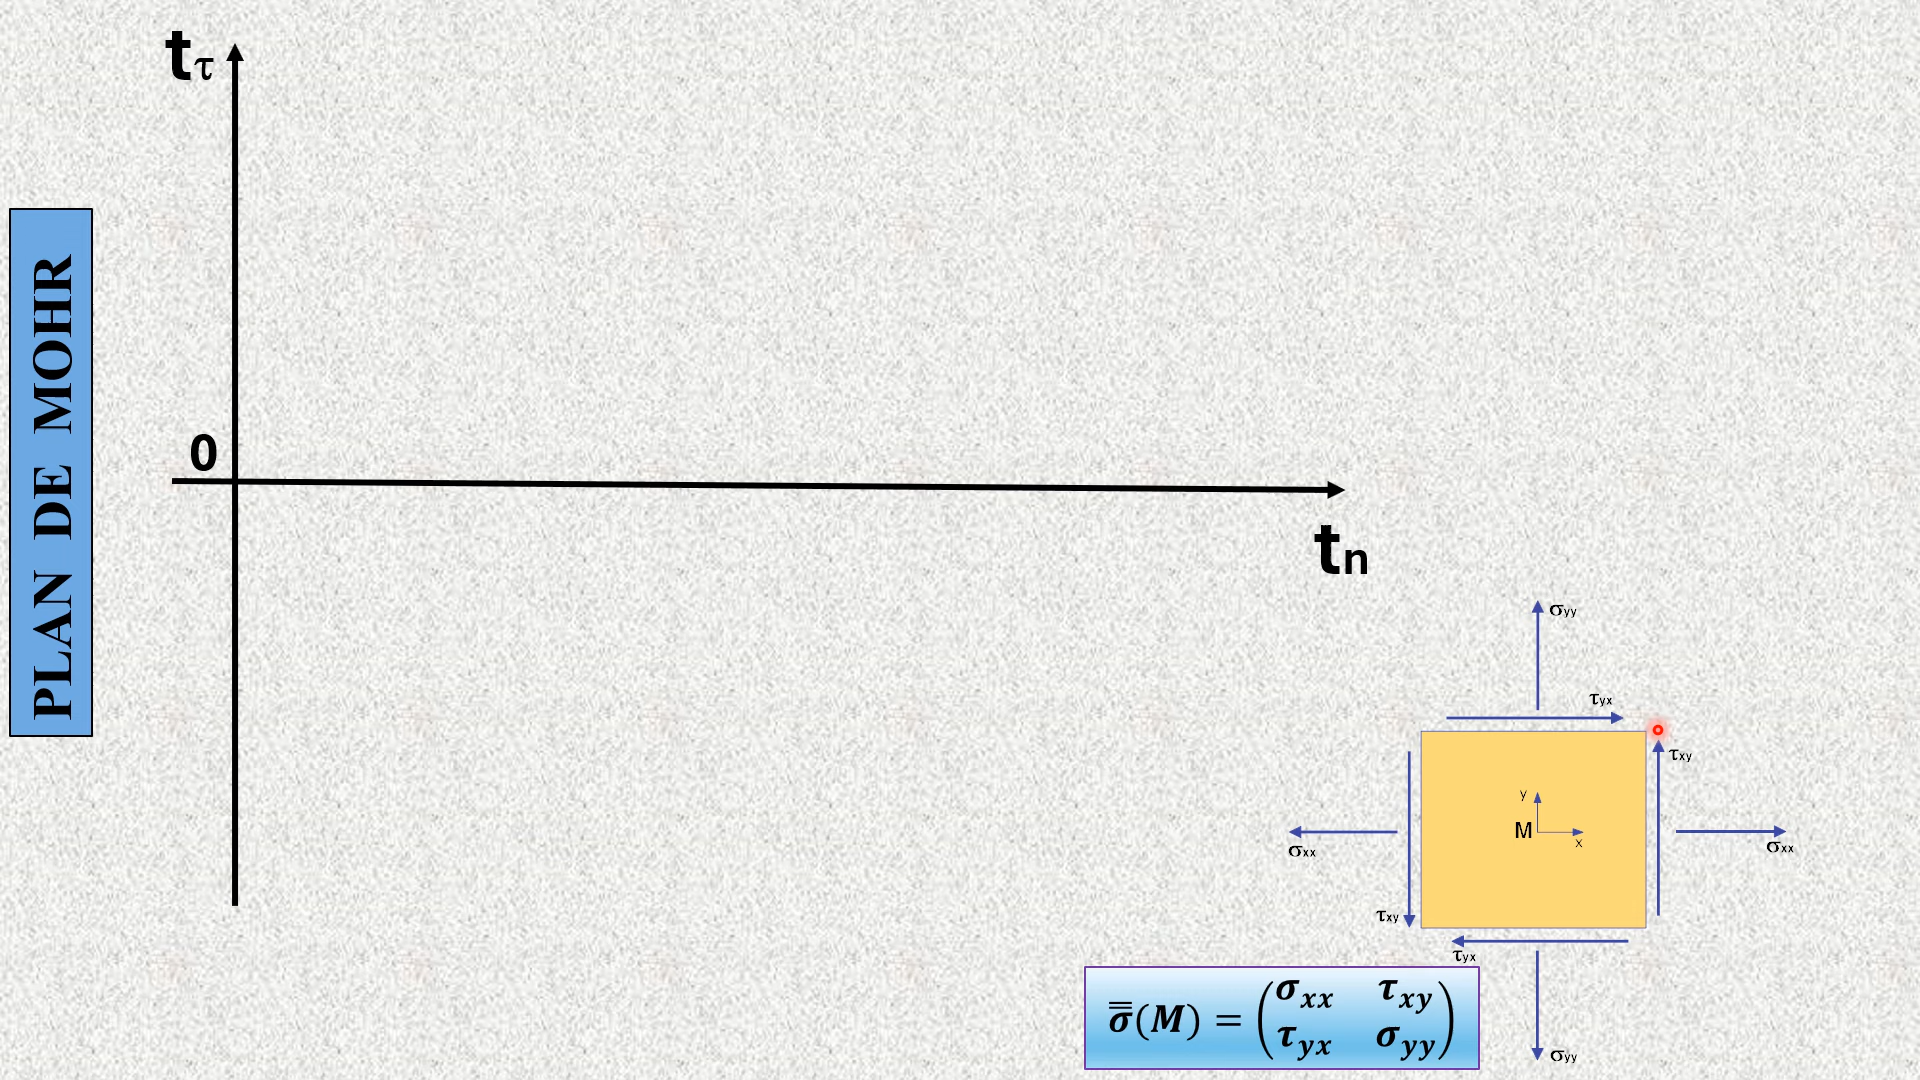 tτ
PLAN DE MOHR
0
tn
σyy
τyx
τxy
y
M
x
σxx
σxx
τxy
τyx
σ̿(M) = (σxx τxy
τyx σyy)
σyy